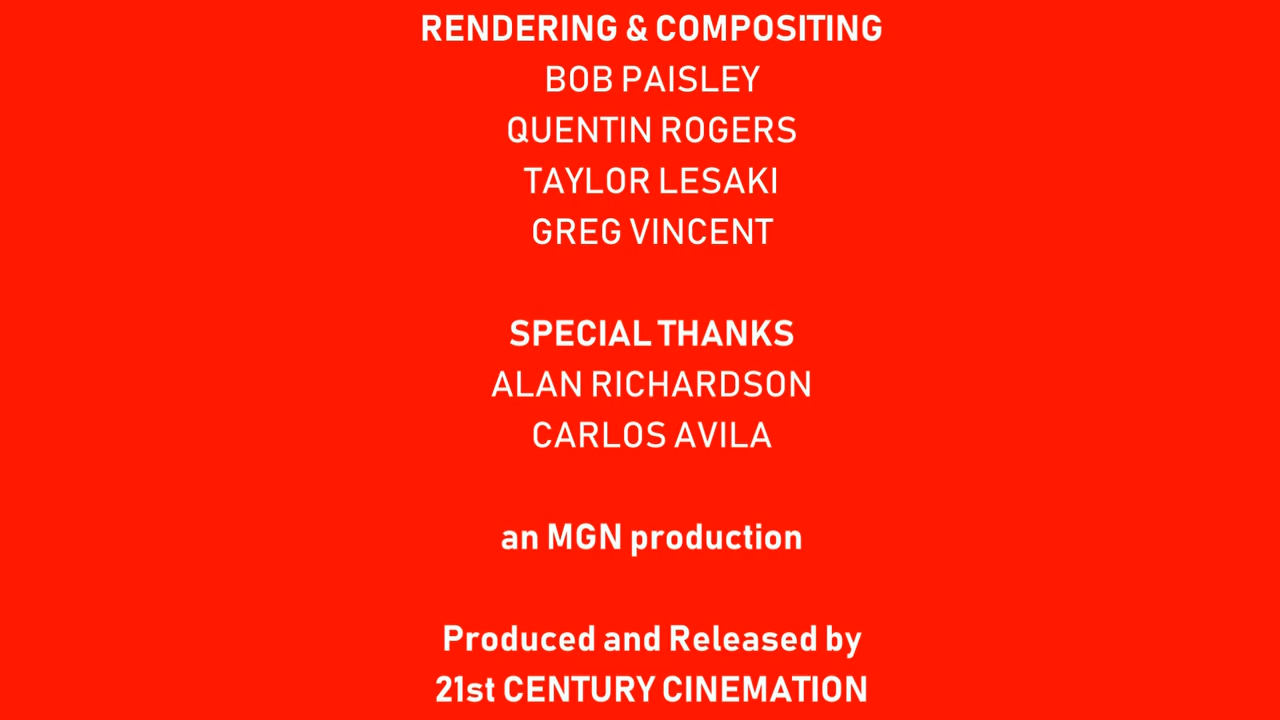 RENDERING & COMPOSITING
BOB PAISLEY
QUENTIN ROGERS
TAYLOR LESAKI
GREG VINCENT
SPECIAL THANKS
ALAN RICHARDSON
CARLOS AVILA
an MGN production
Produced and Released by
21st CENTURY CINEMATION